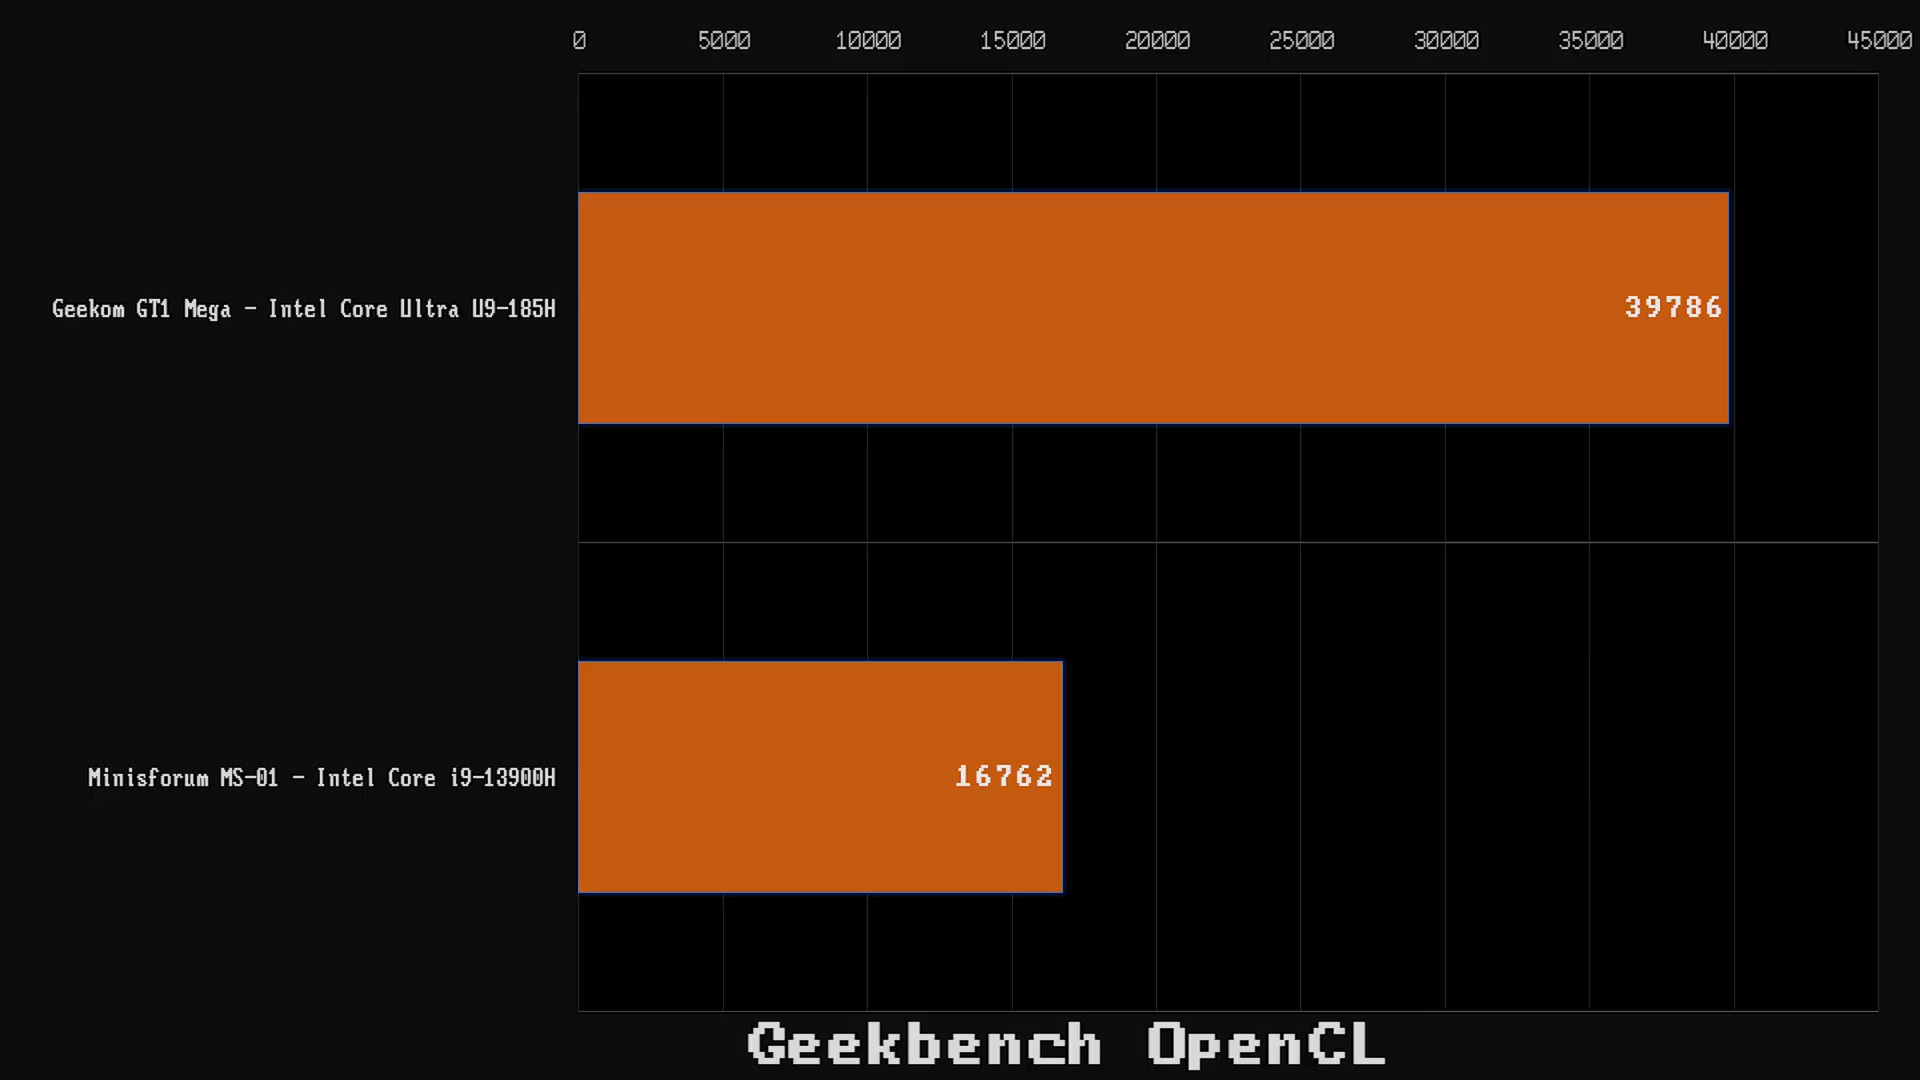 0 5000 10000 15000 20000 25000 30000 35000 40000 45000
Geekom GT1 Mega - Intel Core Ultra U9-185H
39786
Minisforum MS-01 - Intel Core i9-13900H
16762
Geekbench OpenCL